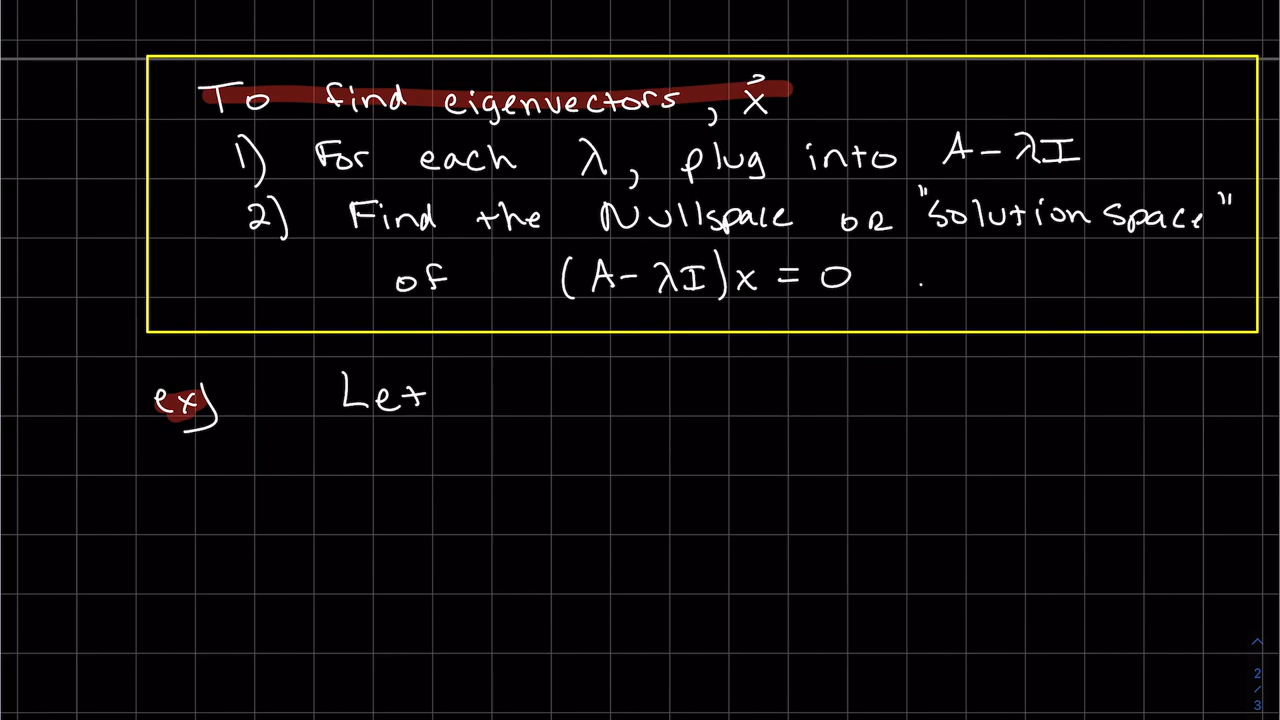 To find eigenvectors, x⃗
1) For each λ, plug into A - λI
2) Find the Nullspace OR "solution space"
of (A - λI)x = 0 .
ex) Let
2
/
3